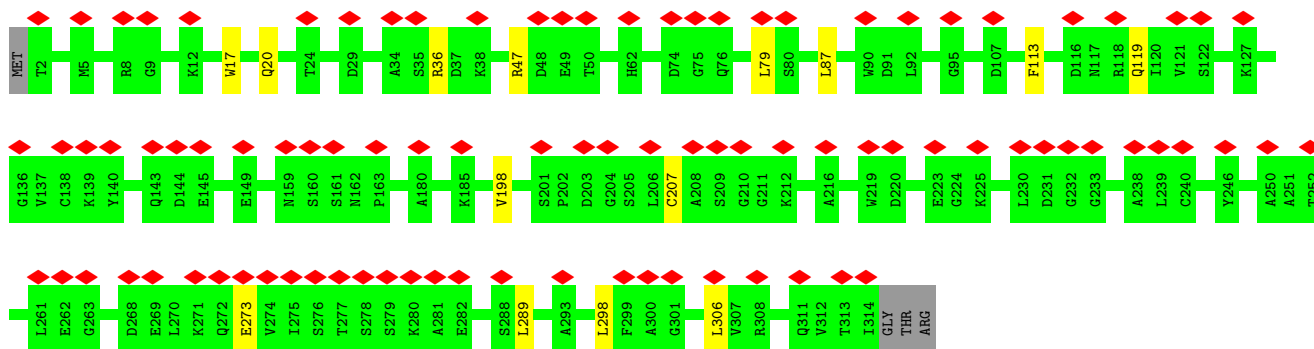 MET T2 M5 R8 G9 K12 W17 Q20 T24 D29 A34 S35 R36 D37 K38 R47 D48 E49 T50 H62 D74 G75 Q76 L79 S80 L87 W90 D91 L92 G95 D107 F113 D116 N117 R118 Q119 I120 V121 S122 K127
G136 V137 C138 K139 Y140 Q143 D144 E145 E149 N159 S160 S161 N162 P163 A180 K185 V198 S201 P202 D203 G204 S205 L206 C207 A208 S209 G210 G211 K212 A216 W219 D220 E223 G224 K225 L230 D231 G232 G233 A238 L239 C240 Y246 A250 A251 T252
L261 E262 G263 D268 E269 L270 K271 Q272 E273 V274 I275 S276 T277 S278 S279 K280 A281 E282 S288 L289 A293 L298 F299 A300 G301 L306 V307 R308 Q311 V312 T313 I314 GLY THR ARG